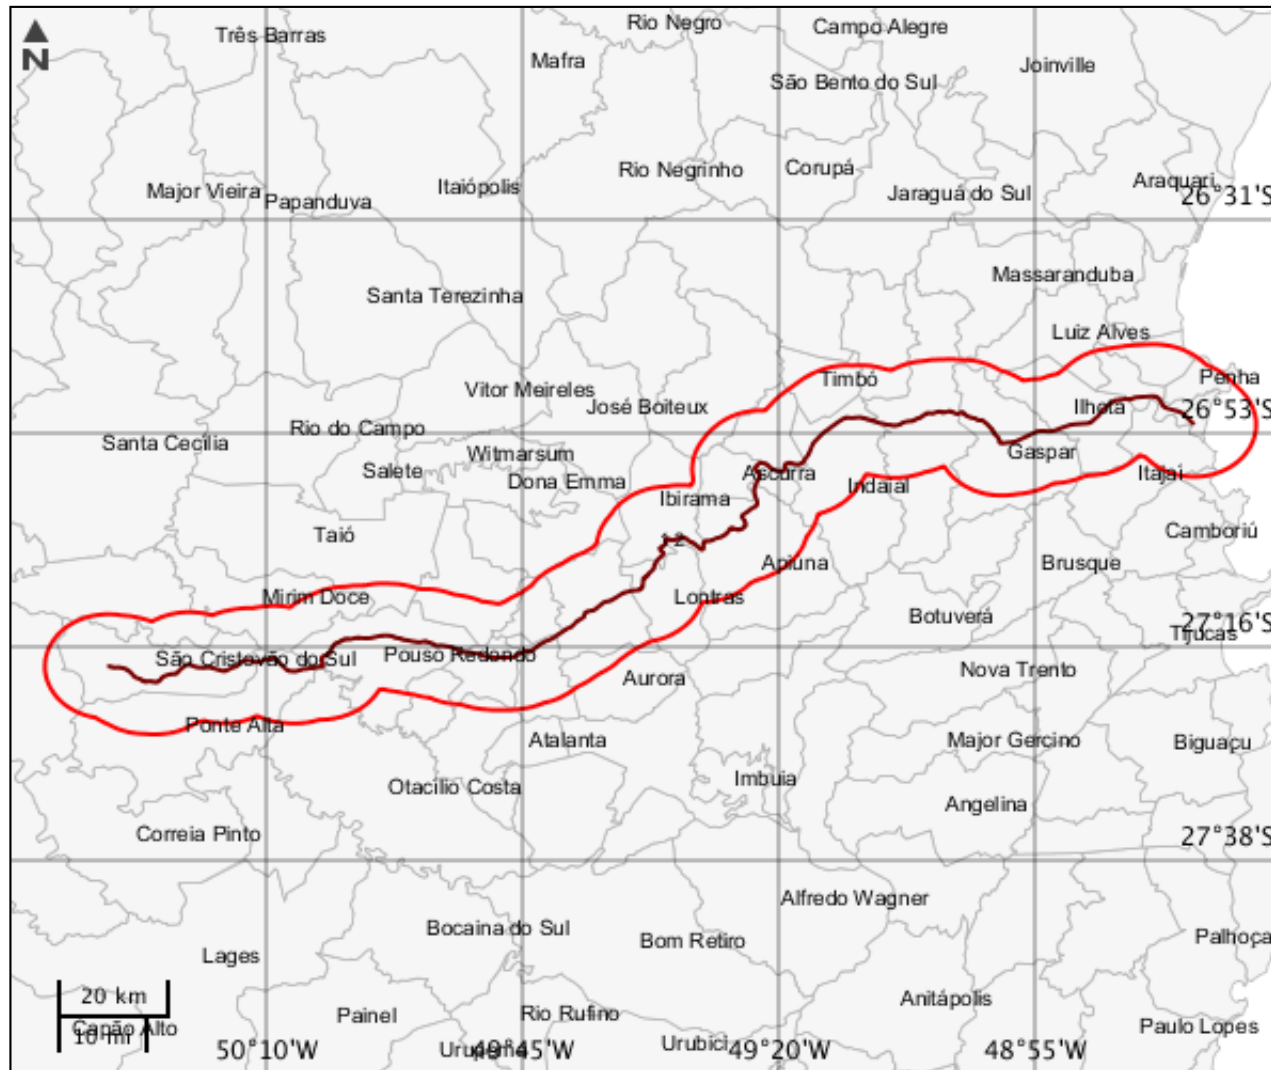 Rio Negro
Campo Alegre
Três Barras
N
Mafra
Joinville
São Bento do Sul
Rio Negrinho
Corupá
Araquari
Major Vieira
Papanduva
Itaiópolis
Jaraguá do Sul
26°31'S
Massaranduba
Santa Terezinha
Luiz Alves
Timbó
Penha
Vitor Meireles
José Boiteux
Ilhota
26°53'S
Santa Cecília
Rio do Campo
Witmarsum
Gaspar
Salete
Dona Emma
Ascurra
Indaial
Itajaí
Ibirama
Taió
Camboriú
Apiúna
Brusque
Mirim Doce
Lontras
Botuverá
27°16'S
Tijucas
São Cristovão do Sul
Pouso Redondo
Aurora
Nova Trento
Ponte Alta
Atalanta
Major Gercino
Biguaçu
Otacílio Costa
Imbuia
Angelina
Correia Pinto
27°38'S
Alfredo Wagner
Bocaina do Sul
Bom Retiro
Palhoça
Lages
20 km
Painel
Rio Rufino
Anitápolis
Capão Alto
10 mi
Paulo Lopes
50°10'W
Urupema
49°45'W
Urubici
49°20'W
48°55'W